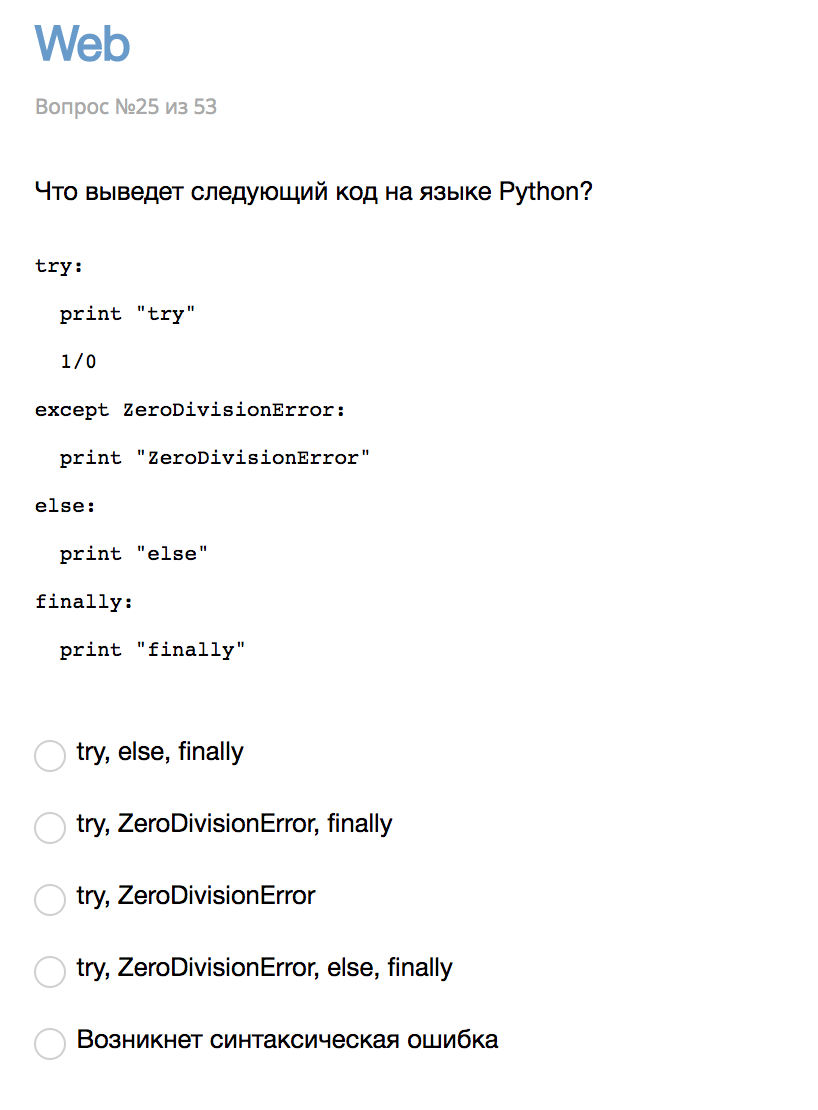 Web
Вопрос №25 из 53
Что выведет следующий код на языке Python?
try:
  print "try"
  1/0
except ZeroDivisionError:
  print "ZeroDivisionError"
else:
  print "else"
finally:
  print "finally"
try, else, finally
try, ZeroDivisionError, finally
try, ZeroDivisionError
try, ZeroDivisionError, else, finally
Возникнет синтаксическая ошибка